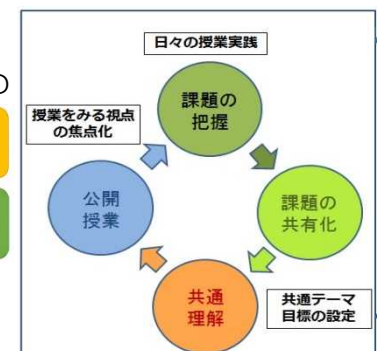 日々の授業実践
課題の
把握
授業をみる視点
の焦点化
公開
授業
課題の
共有化
共通
理解
共通テーマ
目標の設定